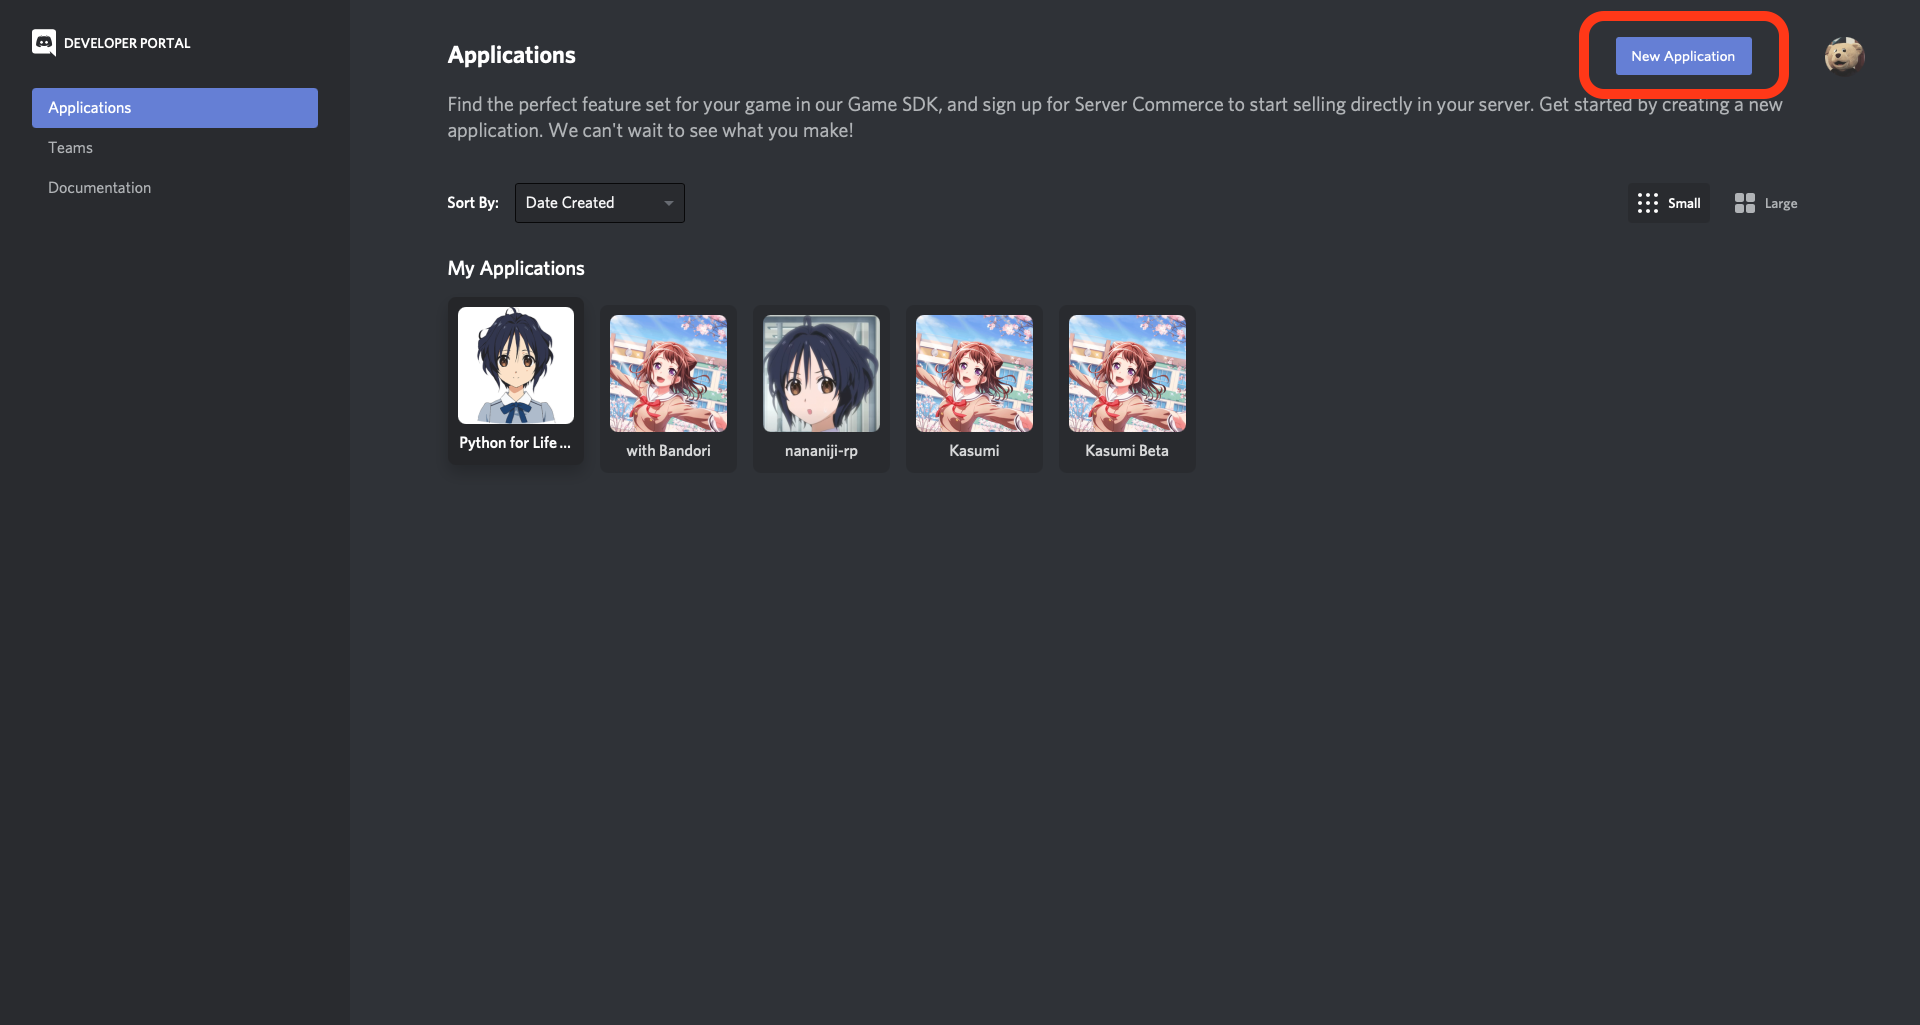 DEVELOPER PORTAL
Applications
Teams
Documentation
Applications
New Application
Find the perfect feature set for your game in our Game SDK, and sign up for Server Commerce to start selling directly in your server. Get started by creating a new
application. We can't wait to see what you make!
Sort By: Date Created
Small Large
My Applications
Python for Life ...
with Bandori
nananiji-rp
Kasumi
Kasumi Beta